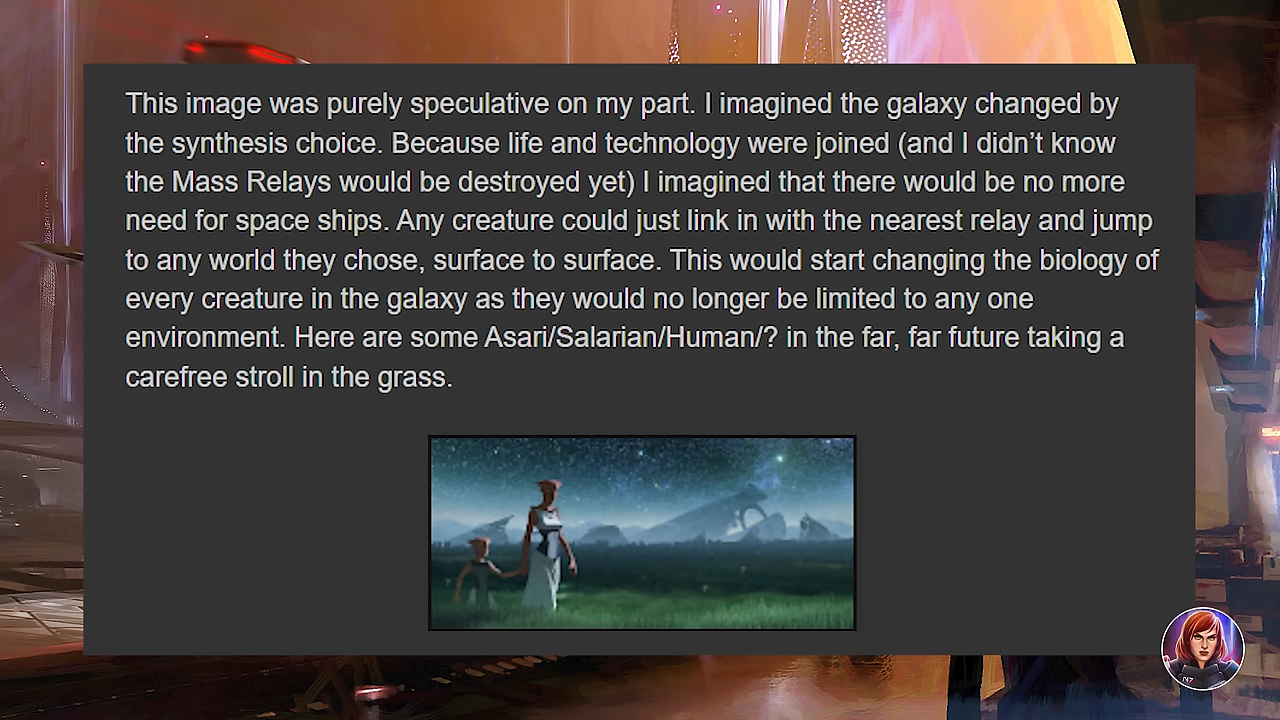 This image was purely speculative on my part. I imagined the galaxy changed by
the synthesis choice. Because life and technology were joined (and I didn’t know
the Mass Relays would be destroyed yet) I imagined that there would be no more
need for space ships. Any creature could just link in with the nearest relay and jump
to any world they chose, surface to surface. This would start changing the biology of
every creature in the galaxy as they would no longer be limited to any one
environment. Here are some Asari/Salarian/Human/? in the far, far future taking a
carefree stroll in the grass.
N7